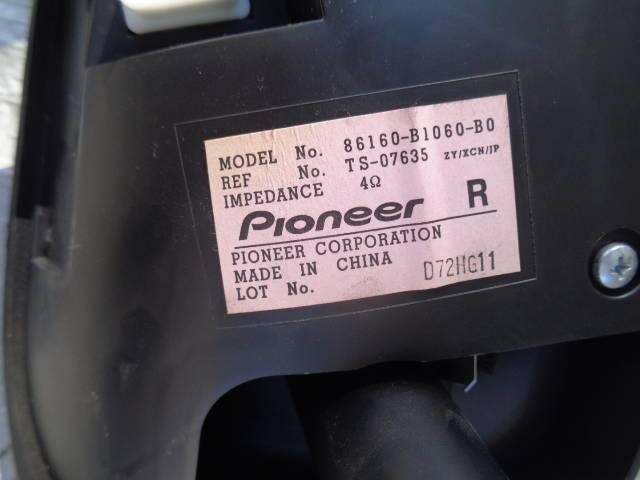 MODEL No. 86160-B1060-B0
REF No. TS-07635 ZY/XCN/JP
IMPEDANCE 4Ω
Pioneer R
PIONEER CORPORATION
MADE IN CHINA
LOT No. D72HG11